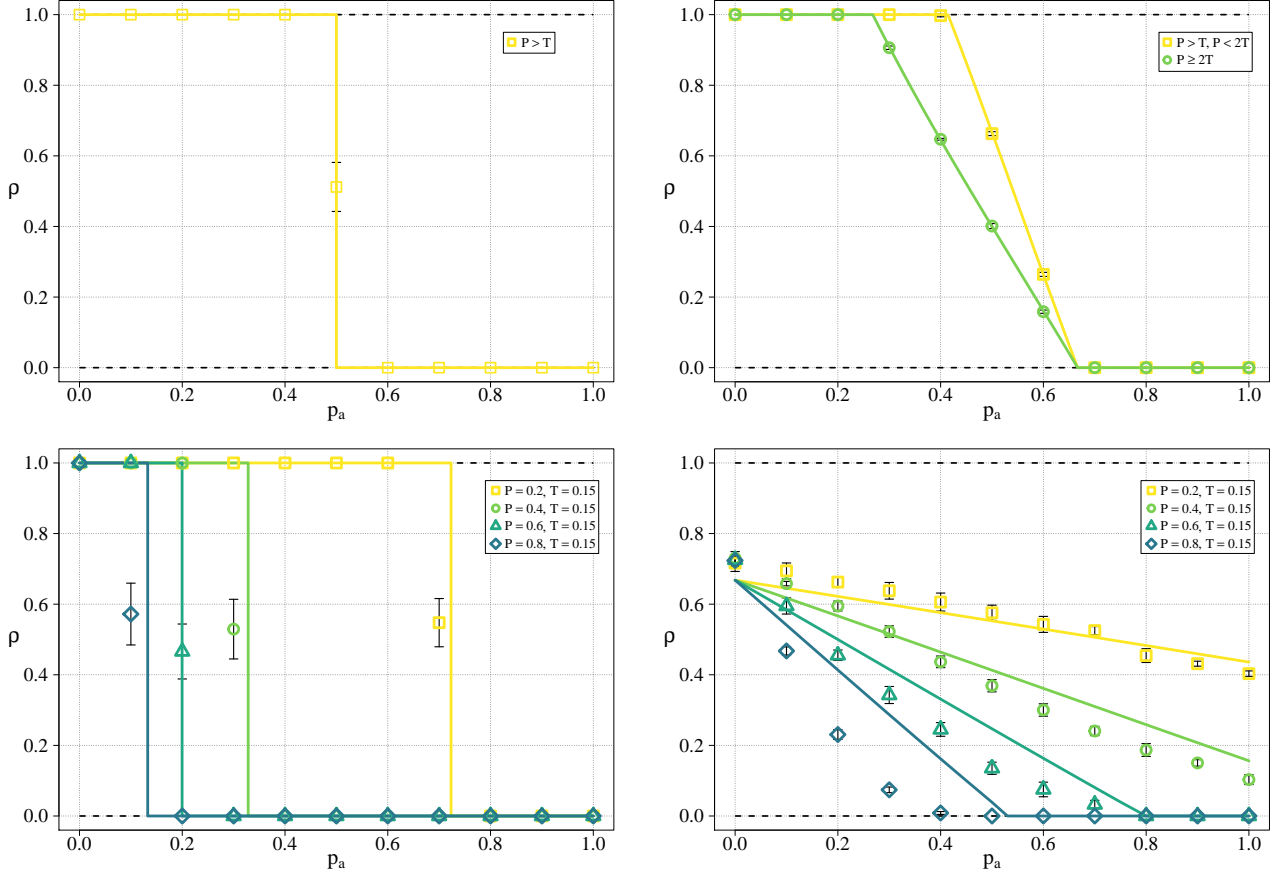 1.0
0.8
0.6
ρ
0.4
0.2
0.0
0.0 0.2 0.4 0.6 0.8 1.0
pa
P > T
1.0
0.8
0.6
ρ
0.4
0.2
0.0
0.0 0.2 0.4 0.6 0.8 1.0
pa
P > T, P < 2T
P ≥ 2T
1.0
0.8
0.6
ρ
0.4
0.2
0.0
0.0 0.2 0.4 0.6 0.8 1.0
pa
P = 0.2, T = 0.15
P = 0.4, T = 0.15
P = 0.6, T = 0.15
P = 0.8, T = 0.15
1.0
0.8
0.6
ρ
0.4
0.2
0.0
0.0 0.2 0.4 0.6 0.8 1.0
pa
P = 0.2, T = 0.15
P = 0.4, T = 0.15
P = 0.6, T = 0.15
P = 0.8, T = 0.15